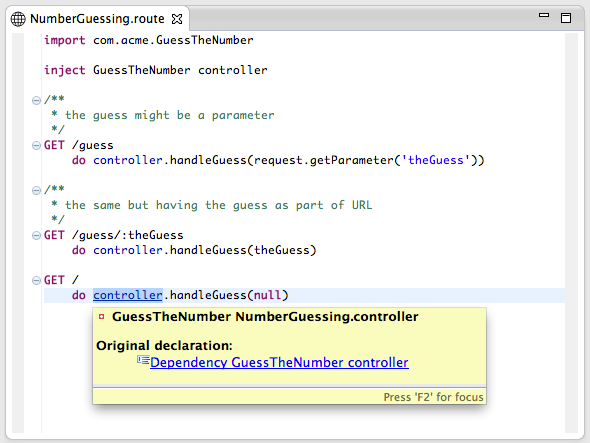 NumberGuessing.route
import com.acme.GuessTheNumber
inject GuessTheNumber controller
/**
* the guess might be a parameter
*/
GET /guess
do controller.handleGuess(request.getParameter('theGuess'))
/**
* the same but having the guess as part of URL
*/
GET /guess/:theGuess
do controller.handleGuess(theGuess)
GET /
do controller.handleGuess(null)
GuessTheNumber NumberGuessing.controller
Original declaration:
Dependency GuessTheNumber controller
Press 'F2' for focus